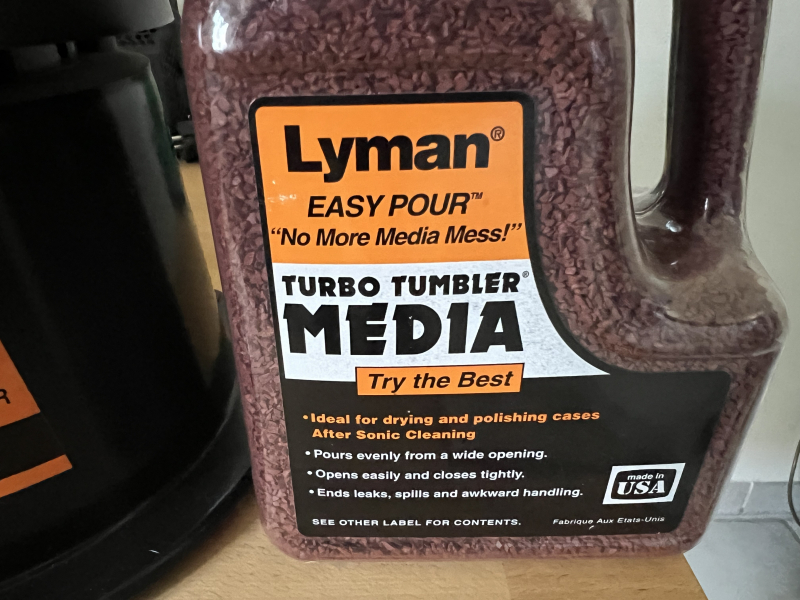 Lyman®
EASY POUR™
“No More Media Mess!”
TURBO TUMBLER®
MEDIA
Try the Best
•Ideal for drying and polishing cases
After Sonic Cleaning
•Pours evenly from a wide opening.
•Opens easily and closes tightly.
•Ends leaks, spills and awkward handling.
made in
USA
SEE OTHER LABEL FOR CONTENTS.
Fabrique Aux Etats-Unis
R